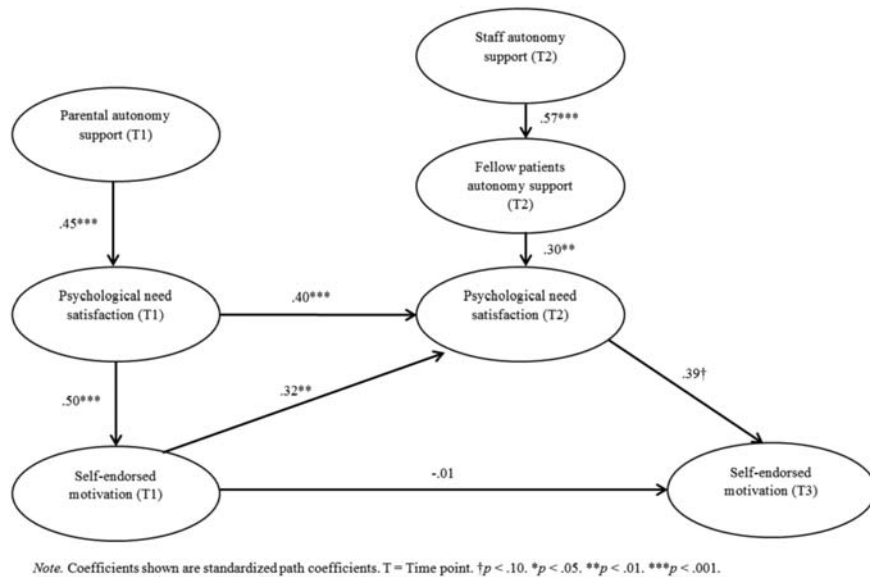 Staff autonomy
support (T2)
Parental autonomy
support (T1)
.57***
Fellow patients
autonomy support
(T2)
.45***
.30**
Psychological need
satisfaction (T1)
.40***
Psychological need
satisfaction (T2)
.50***
.32**
.39†
Self-endorsed
motivation (T1)
-.01
Self-endorsed
motivation (T3)
Note. Coefficients shown are standardized path coefficients. T = Time point. †p < .10. *p < .05. **p < .01. ***p < .001.